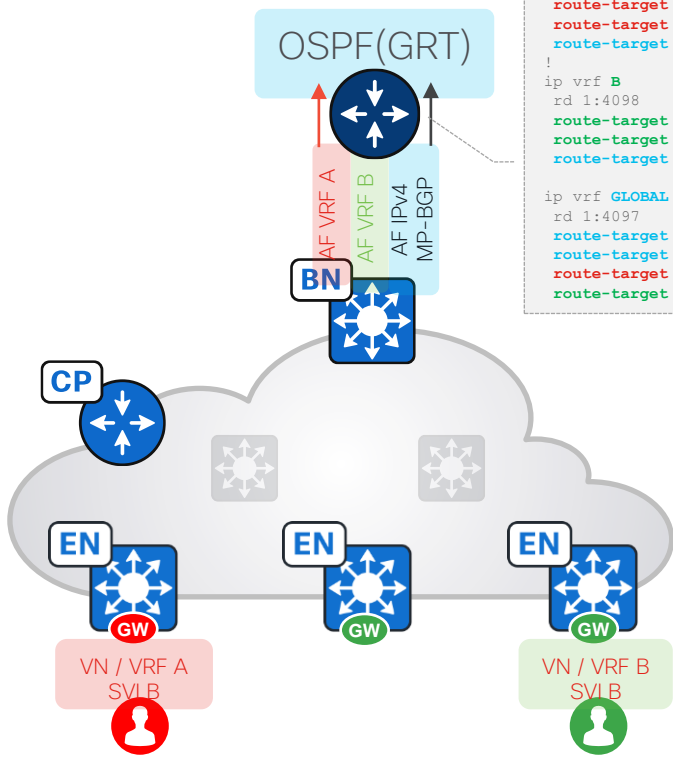 OSPF(GRT)
route-target
route-target
route-target
!
ip vrf B
rd 1:4098
route-target
route-target
route-target
ip vrf GLOBAL
rd 1:4097
route-target
route-target
route-target
route-target
AF VRF A
AF VRF B
AF IPv4
MP-BGP
BN
CP
EN
EN
EN
GW
GW
GW
VN / VRF A
SVI B
VN / VRF B
SVI B